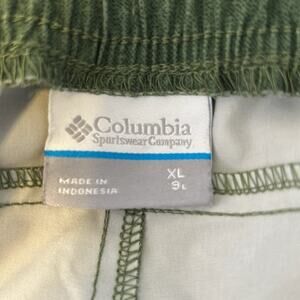 Columbia
Sportswear Company
MADE IN
INDONESIA
XL
9L